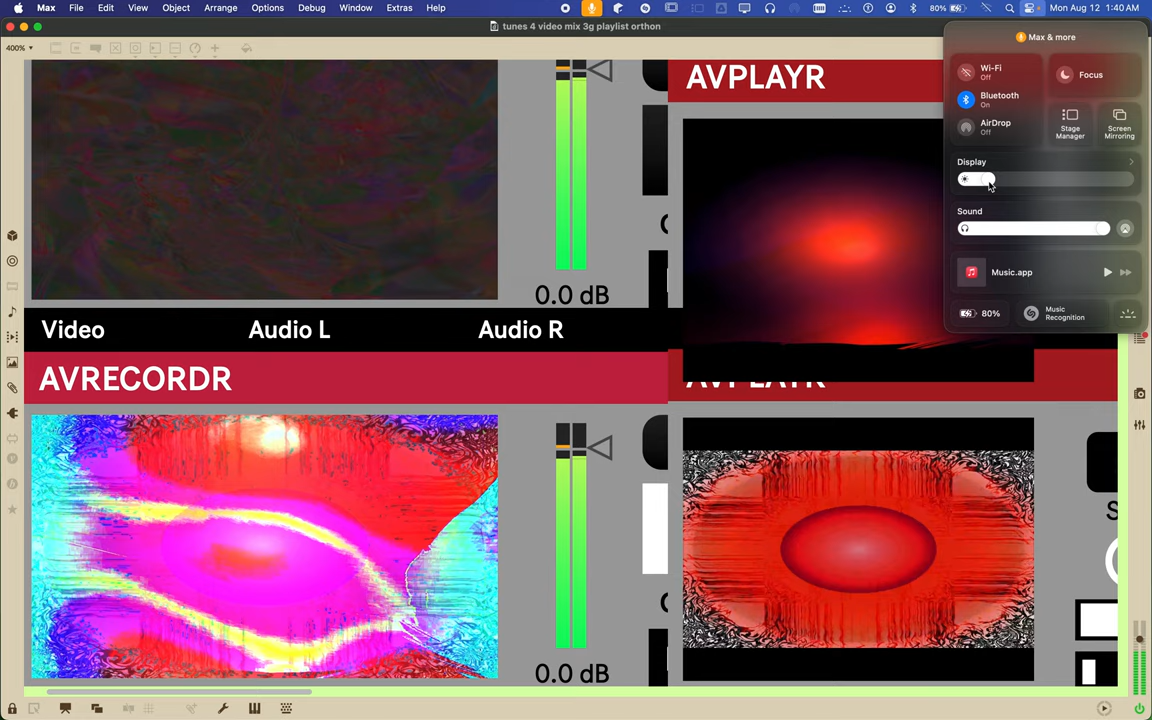 Max File Edit View Object Arrange Options Debug Window Extras Help
80% Mon Aug 12 1:40 AM
tunes 4 video mix 3g playlist orthon
400%
Max & more
Wi-Fi
Off
Bluetooth
On
AirDrop
Off
Focus
Stage
Manager
Screen
Mirroring
Display
Sound
Music.app
80%
Music
Recognition
AVPLAYR
0.0 dB
Video Audio L Audio R
AVRECORDR
AVPLAYR
0.0 dB